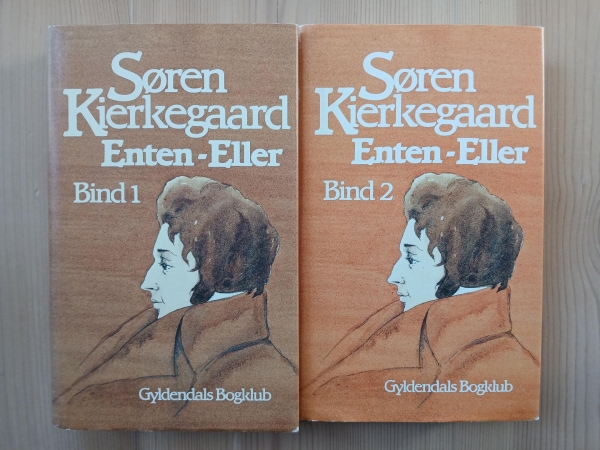 Søren
Kierkegaard
Enten-Eller
Bind 1
Gyldendals Bogklub
Søren
Kierkegaard
Enten-Eller
Bind 2
Gyldendals Bogklub